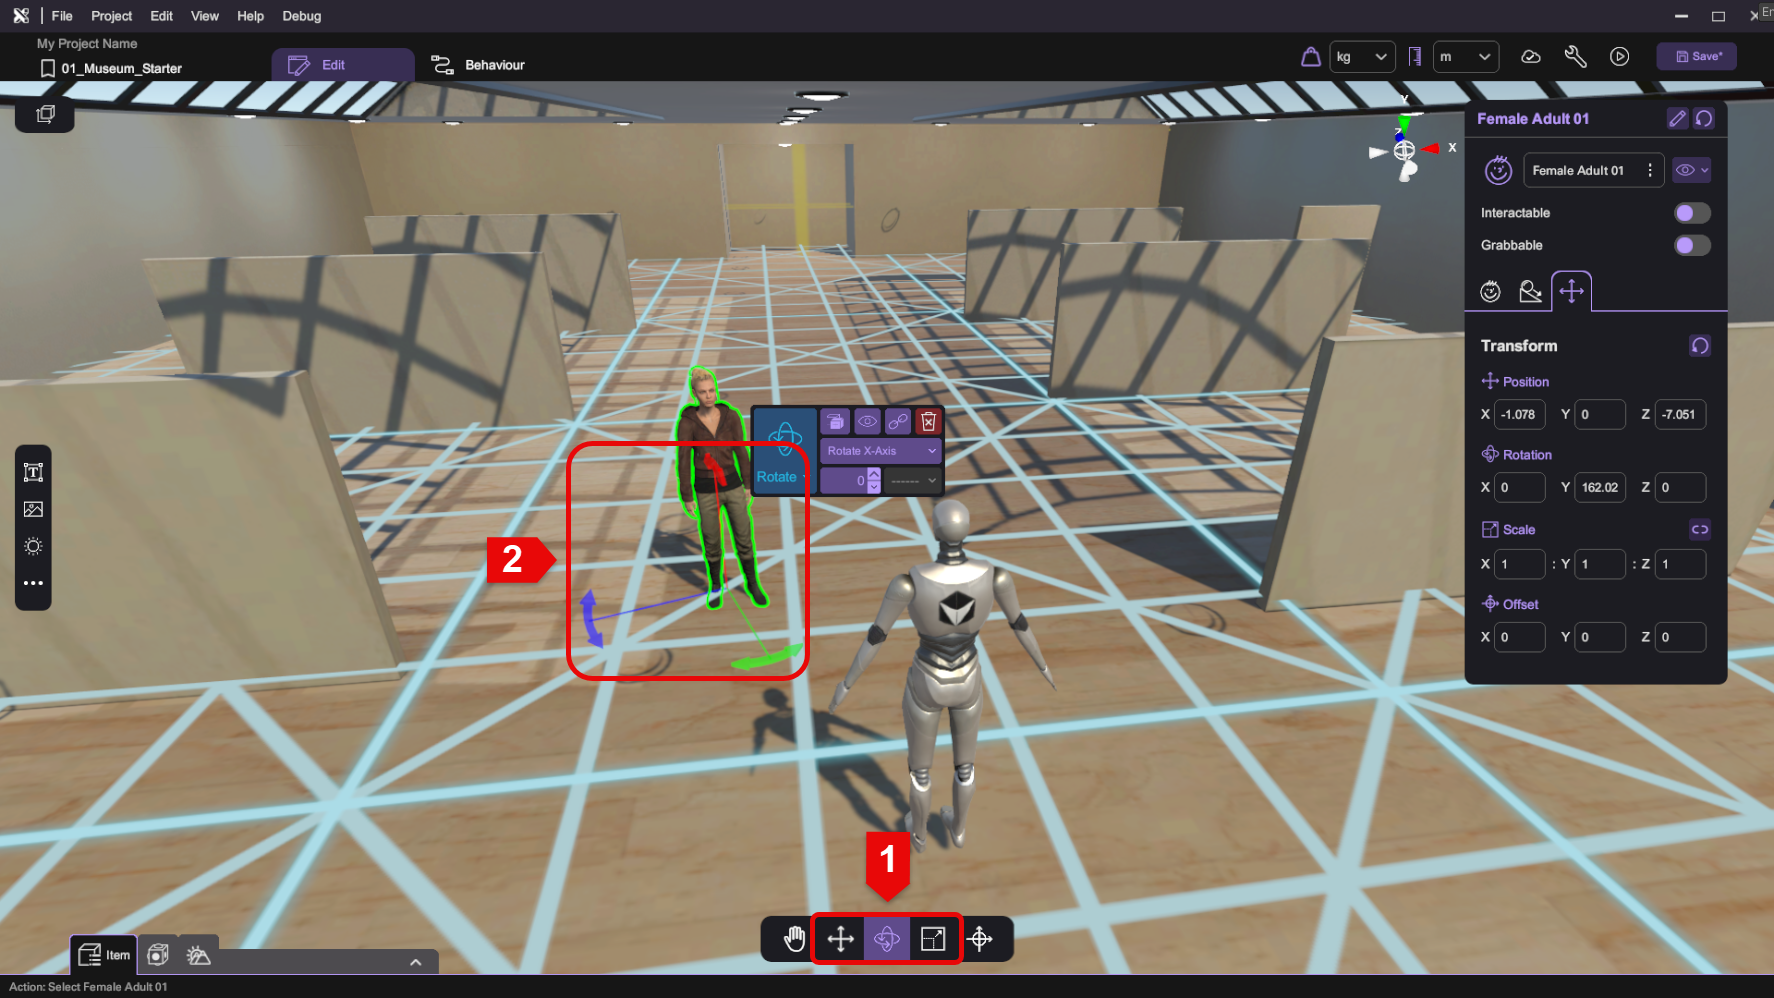 File Project Edit View Help Debug
En
My Project Name
01_Museum_Starter
Edit
Behaviour
kg
m
Save*
Y
Z
X
Female Adult 01
Female Adult 01
Interactable
Grabbable
Transform
Position
X -1.078 Y 0 Z -7.051
Rotation
X 0 Y 162.02 Z 0
Scale
X 1 : Y 1 : Z 1
Offset
X 0 Y 0 Z 0
Rotate X-Axis
Rotate
0 ------
2
1
Item
Action: Select Female Adult 01